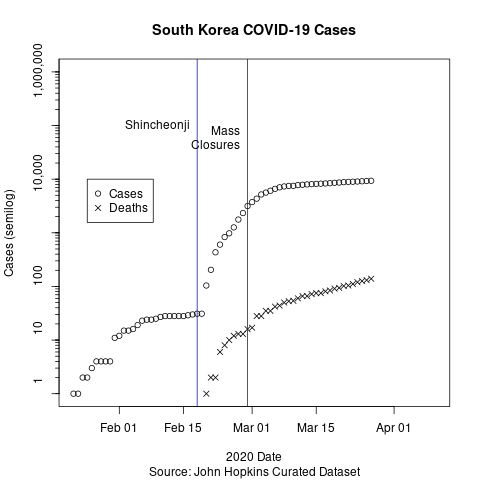 South Korea COVID-19 Cases
1,000,000
Shincheonji
Mass
Closures
10,000
Cases
Deaths
Cases (semilog)
100
10
1
Feb 01 Feb 15 Mar 01 Mar 15 Apr 01
2020 Date
Source: John Hopkins Curated Dataset